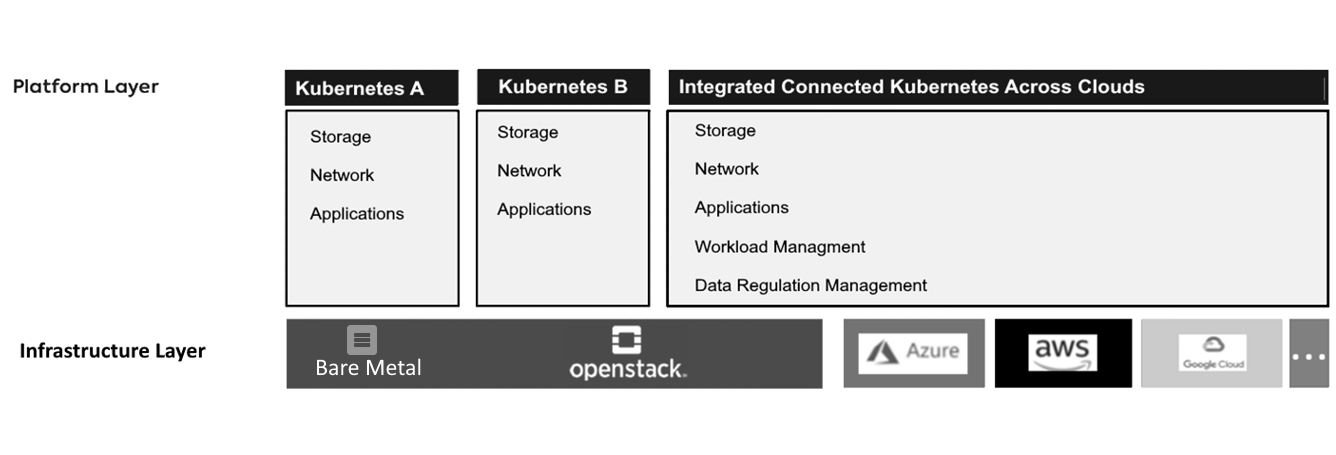 Platform Layer
Kubernetes A
Kubernetes B
Integrated Connected Kubernetes Across Clouds
Storage
Network
Applications
Storage
Network
Applications
Storage
Network
Applications
Workload Managment
Data Regulation Management
Infrastructure Layer
Bare Metal
openstack.
Azure
aws
Google Cloud
...